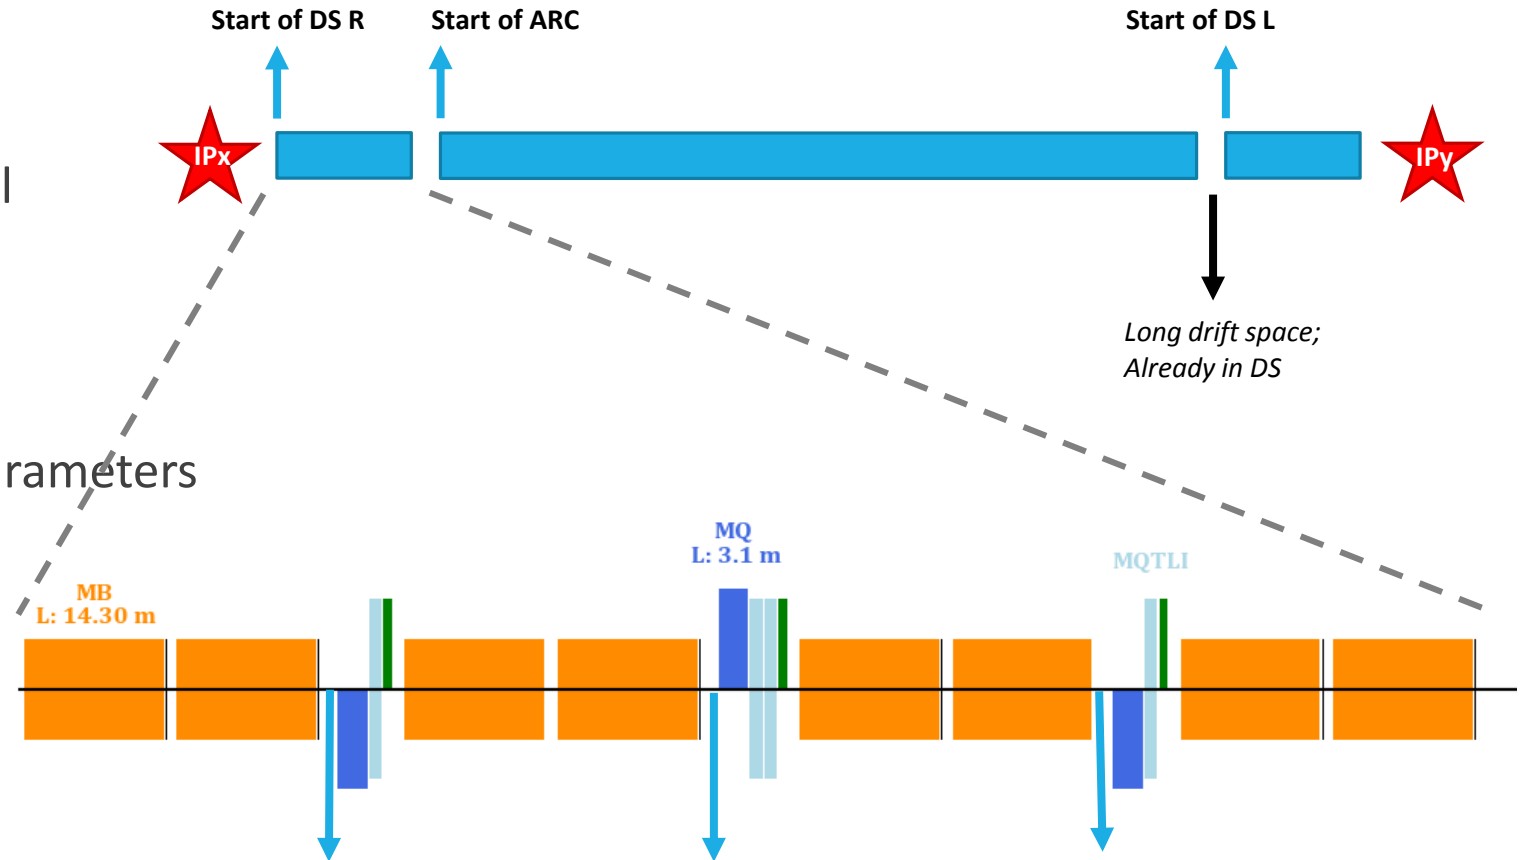 Start of DS R
Start of ARC
Start of DS L
IPx
IPy
l
Long drift space;
Already in DS
rameters
MQ
L: 3.1 m
MQTLI
MB
L: 14.30 m